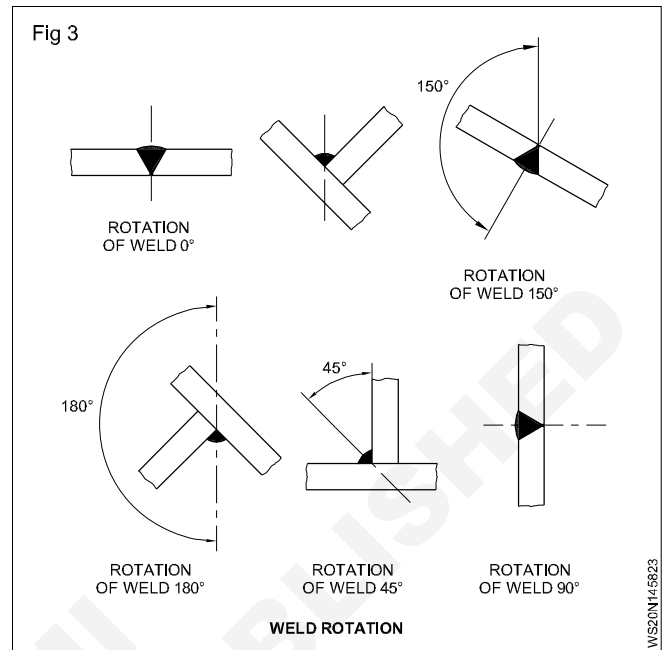 Fig 3
ROTATION
OF WELD 0°
150°
ROTATION
OF WELD 150°
180°
ROTATION
OF WELD 180°
45°
ROTATION
OF WELD 45°
ROTATION
OF WELD 90°
WELD ROTATION
WS20N145823